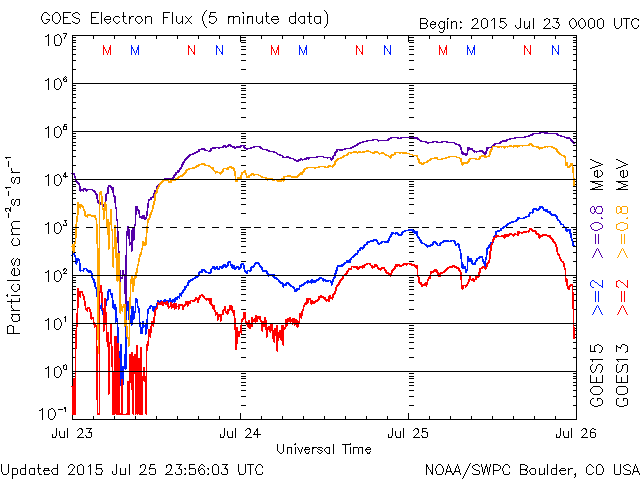 GOES Electron Flux (5 minute data)
Begin: 2015 Jul 23 0000 UTC
10⁷
M M N N M M N N M M N N
10⁶
10⁵
10⁴
10³
10²
10¹
10⁰
10⁻¹
Particles cm⁻²s⁻¹sr⁻¹
Jul 23 Jul 24 Jul 25 Jul 26
Universal Time
GOES15 >=2 >=0.8 MeV
GOES13 >=2 >=0.8 MeV
Updated 2015 Jul 25 23:56:03 UTC
NOAA/SWPC Boulder, CO USA